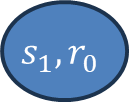 s₁, r₀